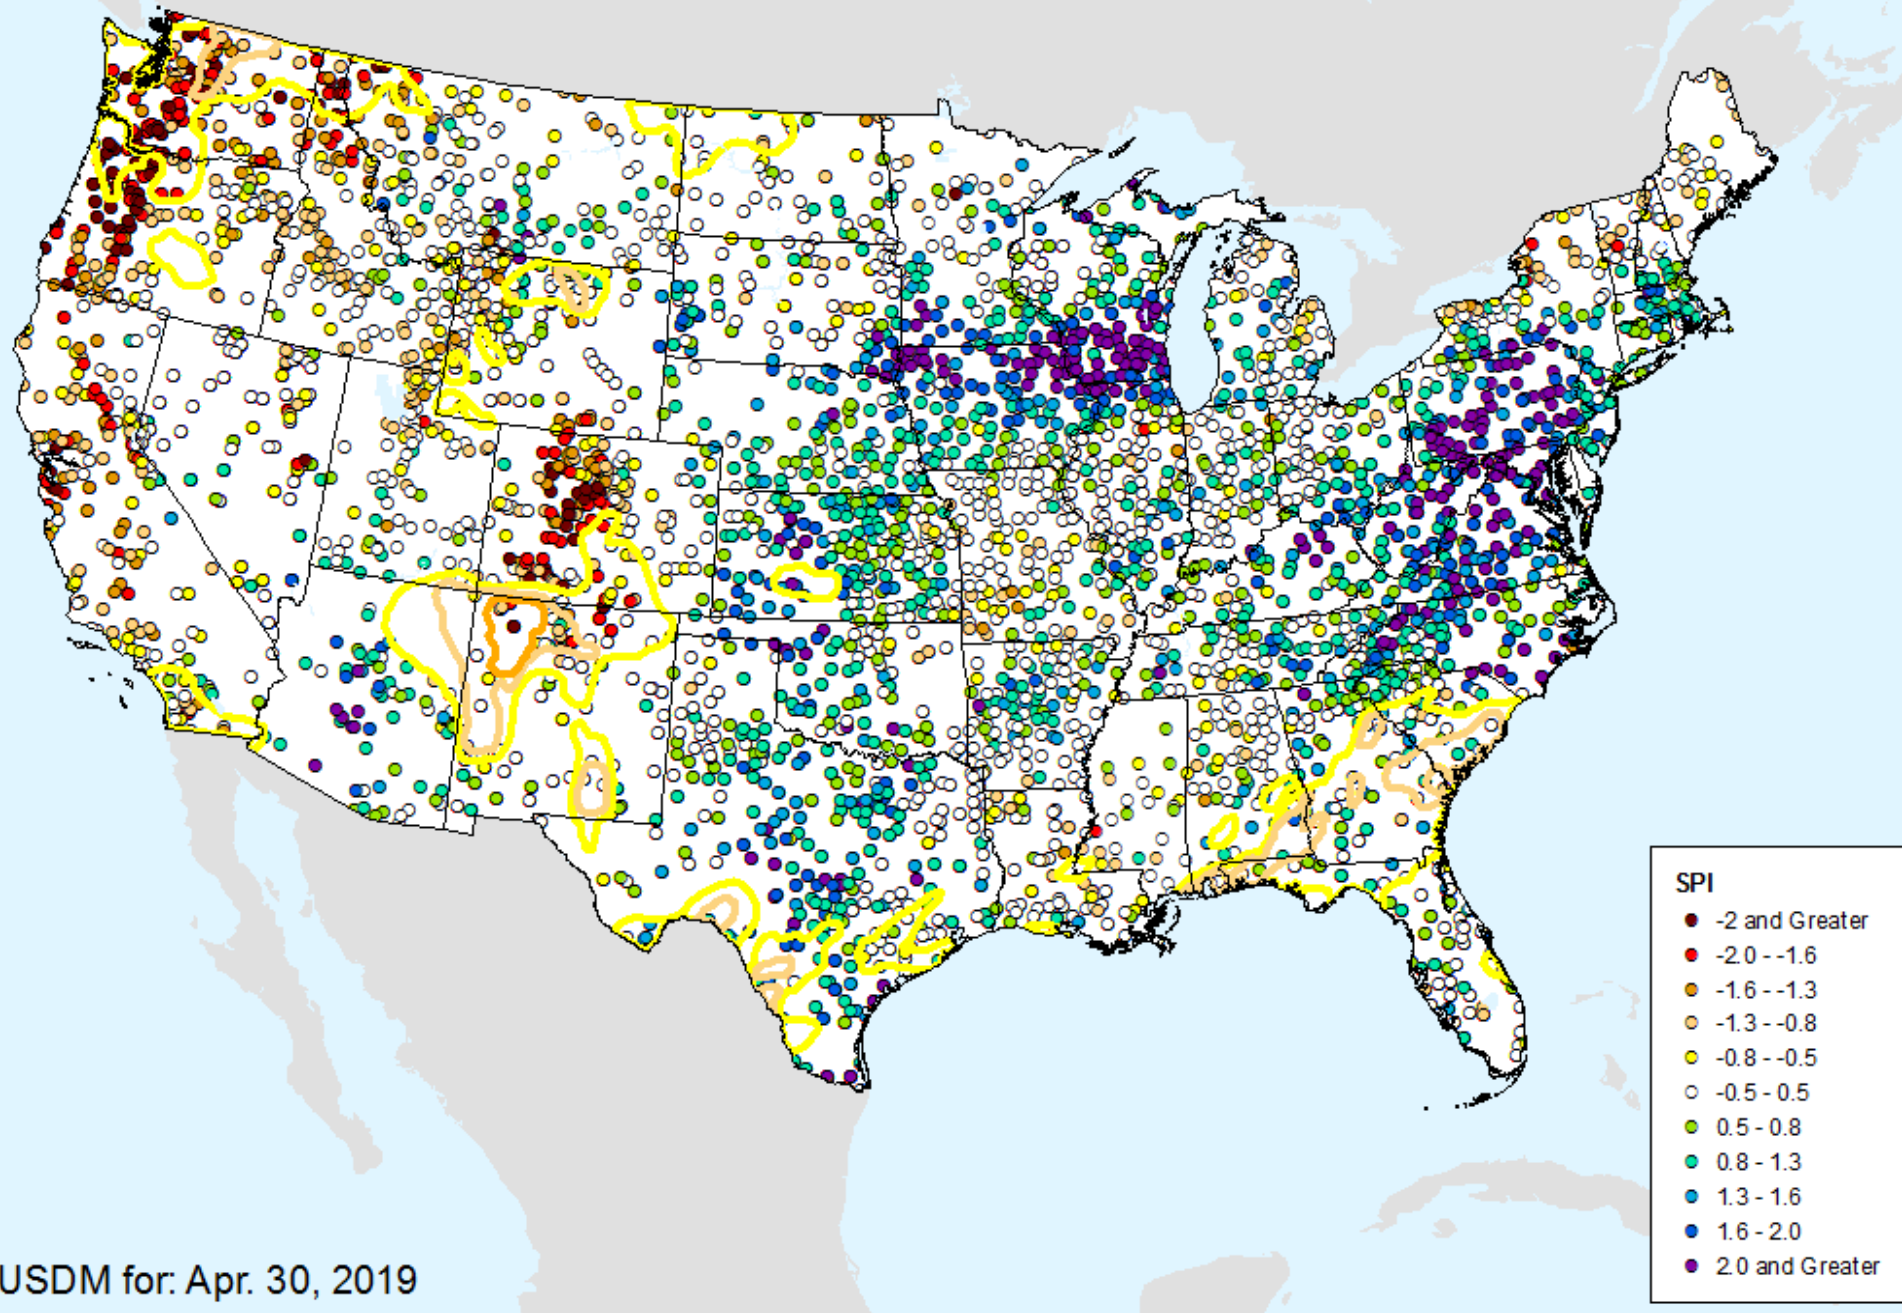 SPI
-2 and Greater
-2.0 - -1.6
-1.6 - -1.3
-1.3 - -0.8
-0.8 - -0.5
-0.5 - 0.5
0.5 - 0.8
0.8 - 1.3
1.3 - 1.6
1.6 - 2.0
2.0 and Greater
USDM for: Apr. 30, 2019